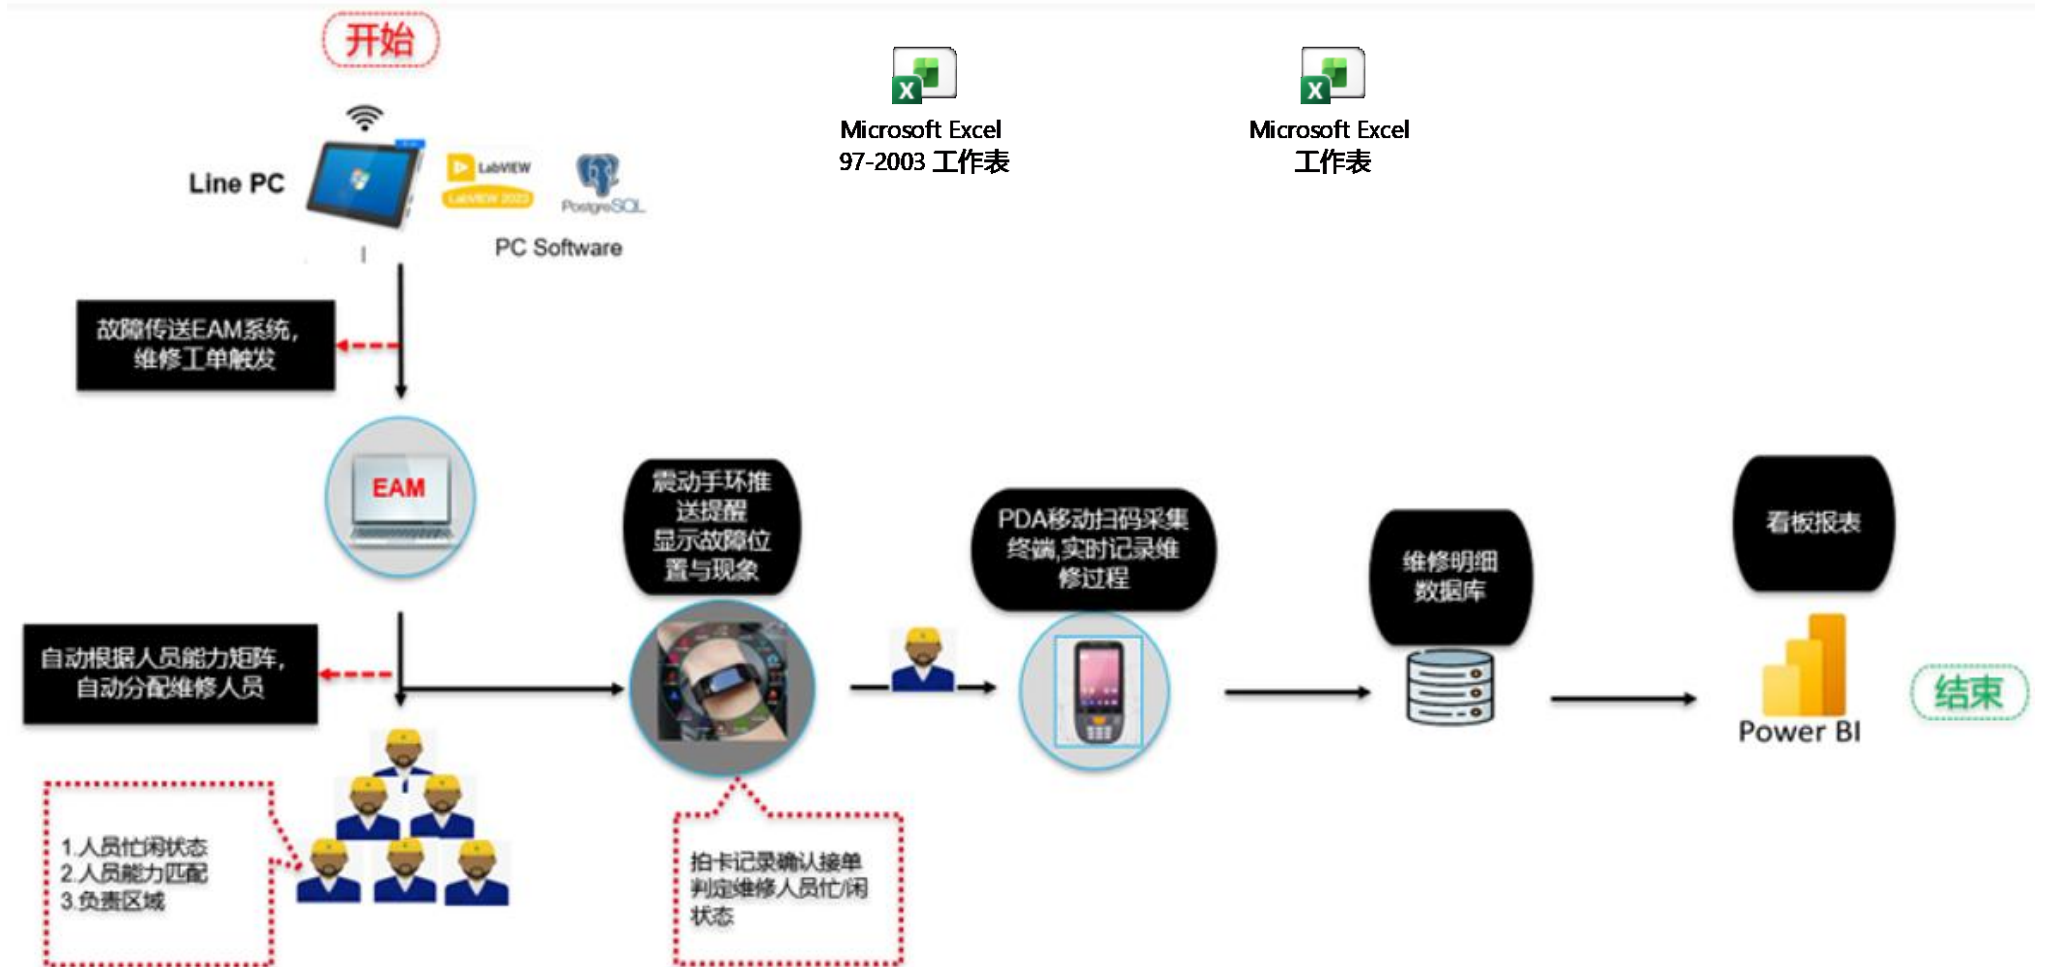 开始
Microsoft Excel
97-2003 工作表
Microsoft Excel
工作表
Line PC
LabVIEW
LabVIEW 2023
PostgreSQL
PC Software
故障传送EAM系统,
维修工单触发
EAM
震动手环推
送提醒
显示故障位
置与现象
PDA移动扫码采集
终端,实时记录维
修过程
维修明细
数据库
看板报表
自动根据人员能力矩阵,
自动分配维修人员
Power BI
结束
1.人员忙闲状态
2.人员能力匹配
3.负责区域
拍卡记录确认接单
判定维修人员忙/闲
状态